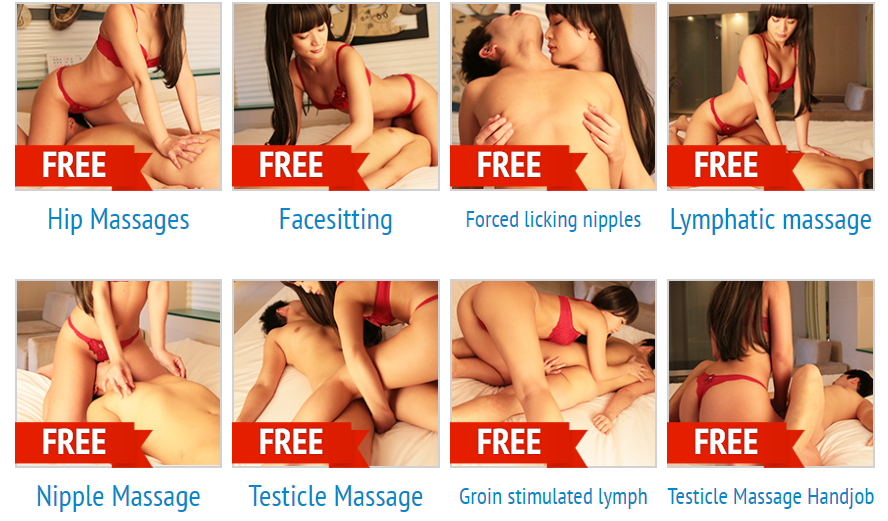 FREE
FREE
FREE
FREE
Hip Massages
Facesitting
Forced licking nipples
Lymphatic massage
FREE
FREE
FREE
FREE
Nipple Massage
Testicle Massage
Groin stimulated lymph
Testicle Massage Handjob